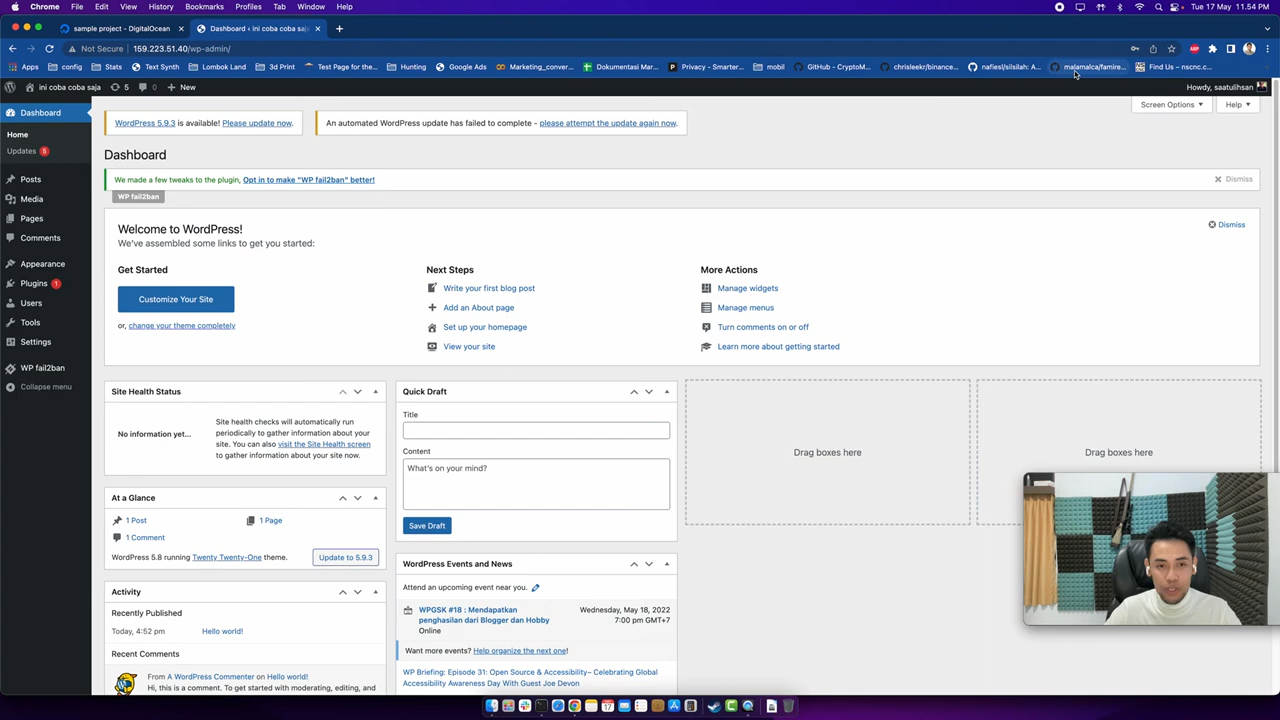 Chrome File Edit View History Bookmarks Profiles Tab Window Help Tue 17 May 11.54 PM
sample project - DigitalOcean Dashboard ‹ ini coba coba saja
Not Secure 159.223.51.40/wp-admin/
Apps config Stats Text Synth Lombok Land 3d Print Test Page for the... Hunting Google Ads Marketing_conver... Dokumentasi Mar... Privacy - Smarter... mobil GitHub - CryptoM... chrisleekr/binance... nafiesl/silsilah: A... malamalca/famire... Find Us – nscnc.c...
ini coba coba saja 5 0 New Howdy, saatulihsan
Dashboard
Home
Updates 5
Posts
Media
Pages
Comments
Appearance
Plugins 1
Users
Tools
Settings
WP fail2ban
Collapse menu
Screen Options Help
WordPress 5.9.3 is available! Please update now.
An automated WordPress update has failed to complete - please attempt the update again now.
Dashboard
We made a few tweaks to the plugin, Opt in to make "WP fail2ban" better! Dismiss
WP fail2ban
Welcome to WordPress! Dismiss
We've assembled some links to get you started:
Get Started
Customize Your Site
or, change your theme completely
Next Steps
Write your first blog post
Add an About page
Set up your homepage
View your site
More Actions
Manage widgets
Manage menus
Turn comments on or off
Learn more about getting started
Site Health Status
No information yet...
Site health checks will automatically run
periodically to gather information about your
site. You can also visit the Site Health screen
to gather information about your site now.
At a Glance
1 Post 1 Page
1 Comment
WordPress 5.8 running Twenty Twenty-One theme. Update to 5.9.3
Activity
Recently Published
Today, 4:52 pm Hello world!
Recent Comments
From A WordPress Commenter on Hello world!
Hi, this is a comment. To get started with moderating, editing, and
Quick Draft
Title
Content
What's on your mind?
Save Draft
WordPress Events and News
Attend an upcoming event near you.
WPGSK #18 : Mendapatkan
penghasilan dari Blogger dan Hobby
Online
Wednesday, May 18, 2022
7:00 pm GMT+7
Want more events? Help organize the next one!
WP Briefing: Episode 31: Open Source & Accessibility– Celebrating Global
Accessibility Awareness Day With Guest Joe Devon
Drag boxes here
Drag boxes here